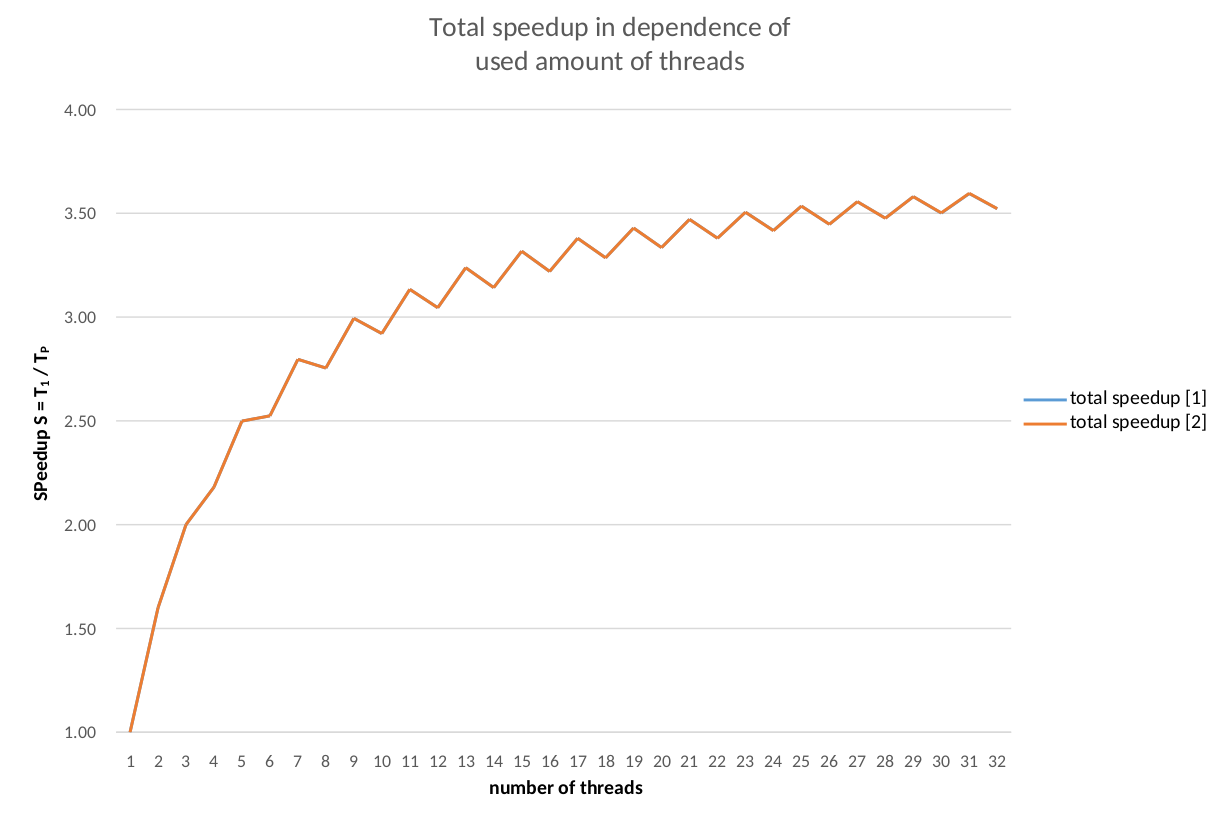 Total speedup in dependence of
used amount of threads
4.00
3.50
3.00
2.50
2.00
1.50
1.00
SPeedup S = T₁ / Tₚ
1 2 3 4 5 6 7 8 9 10 11 12 13 14 15 16 17 18 19 20 21 22 23 24 25 26 27 28 29 30 31 32
number of threads
total speedup [1]
total speedup [2]